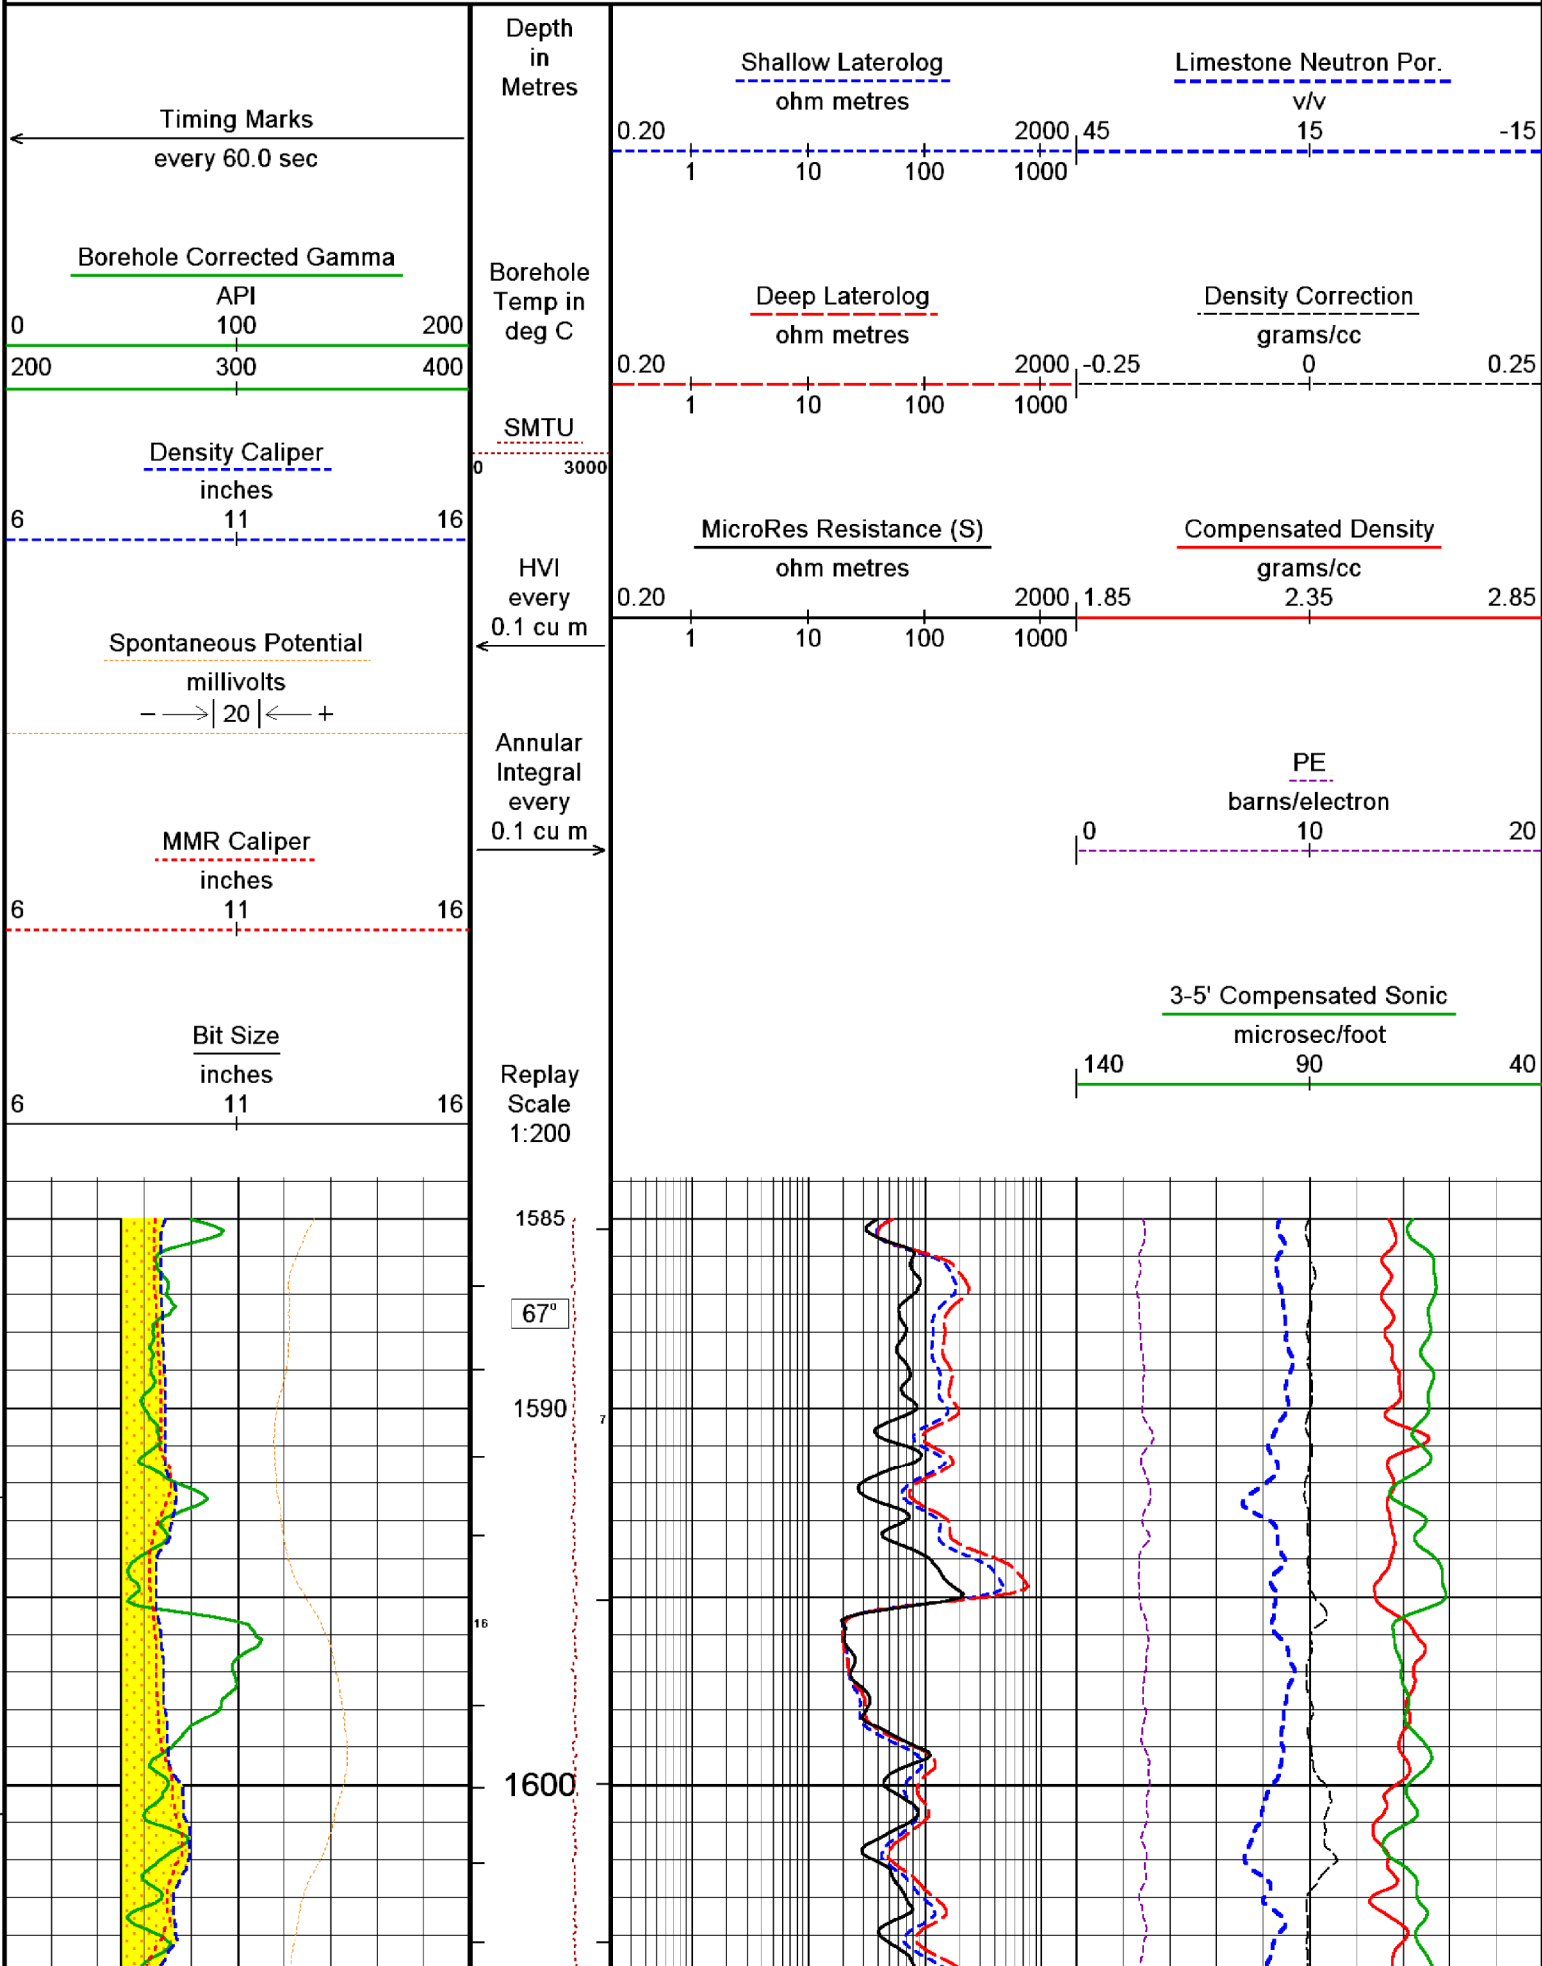 Timing Marks
every 60.0 sec
Borehole Corrected Gamma
API
0 100 200
200 300 400
Density Caliper
inches
6 11 16
Spontaneous Potential
millivolts
− 20 +
MMR Caliper
inches
6 11 16
Bit Size
inches
6 11 16
Depth
in
Metres
Borehole
Temp in
deg C
SMTU
0 3000
HVI
every
0.1 cu m
Annular
Integral
every
0.1 cu m
Replay
Scale
1:200
Shallow Laterolog
ohm metres
0.20 2000
1 10 100 1000
Deep Laterolog
ohm metres
0.20 2000
1 10 100 1000
MicroRes Resistance (S)
ohm metres
0.20 2000
1 10 100 1000
Limestone Neutron Por.
v/v
45 15 -15
Density Correction
grams/cc
-0.25 0 0.25
Compensated Density
grams/cc
1.85 2.35 2.85
PE
barns/electron
0 10 20
3-5' Compensated Sonic
microsec/foot
140 90 40
1585
67º
1590
7
16
1600